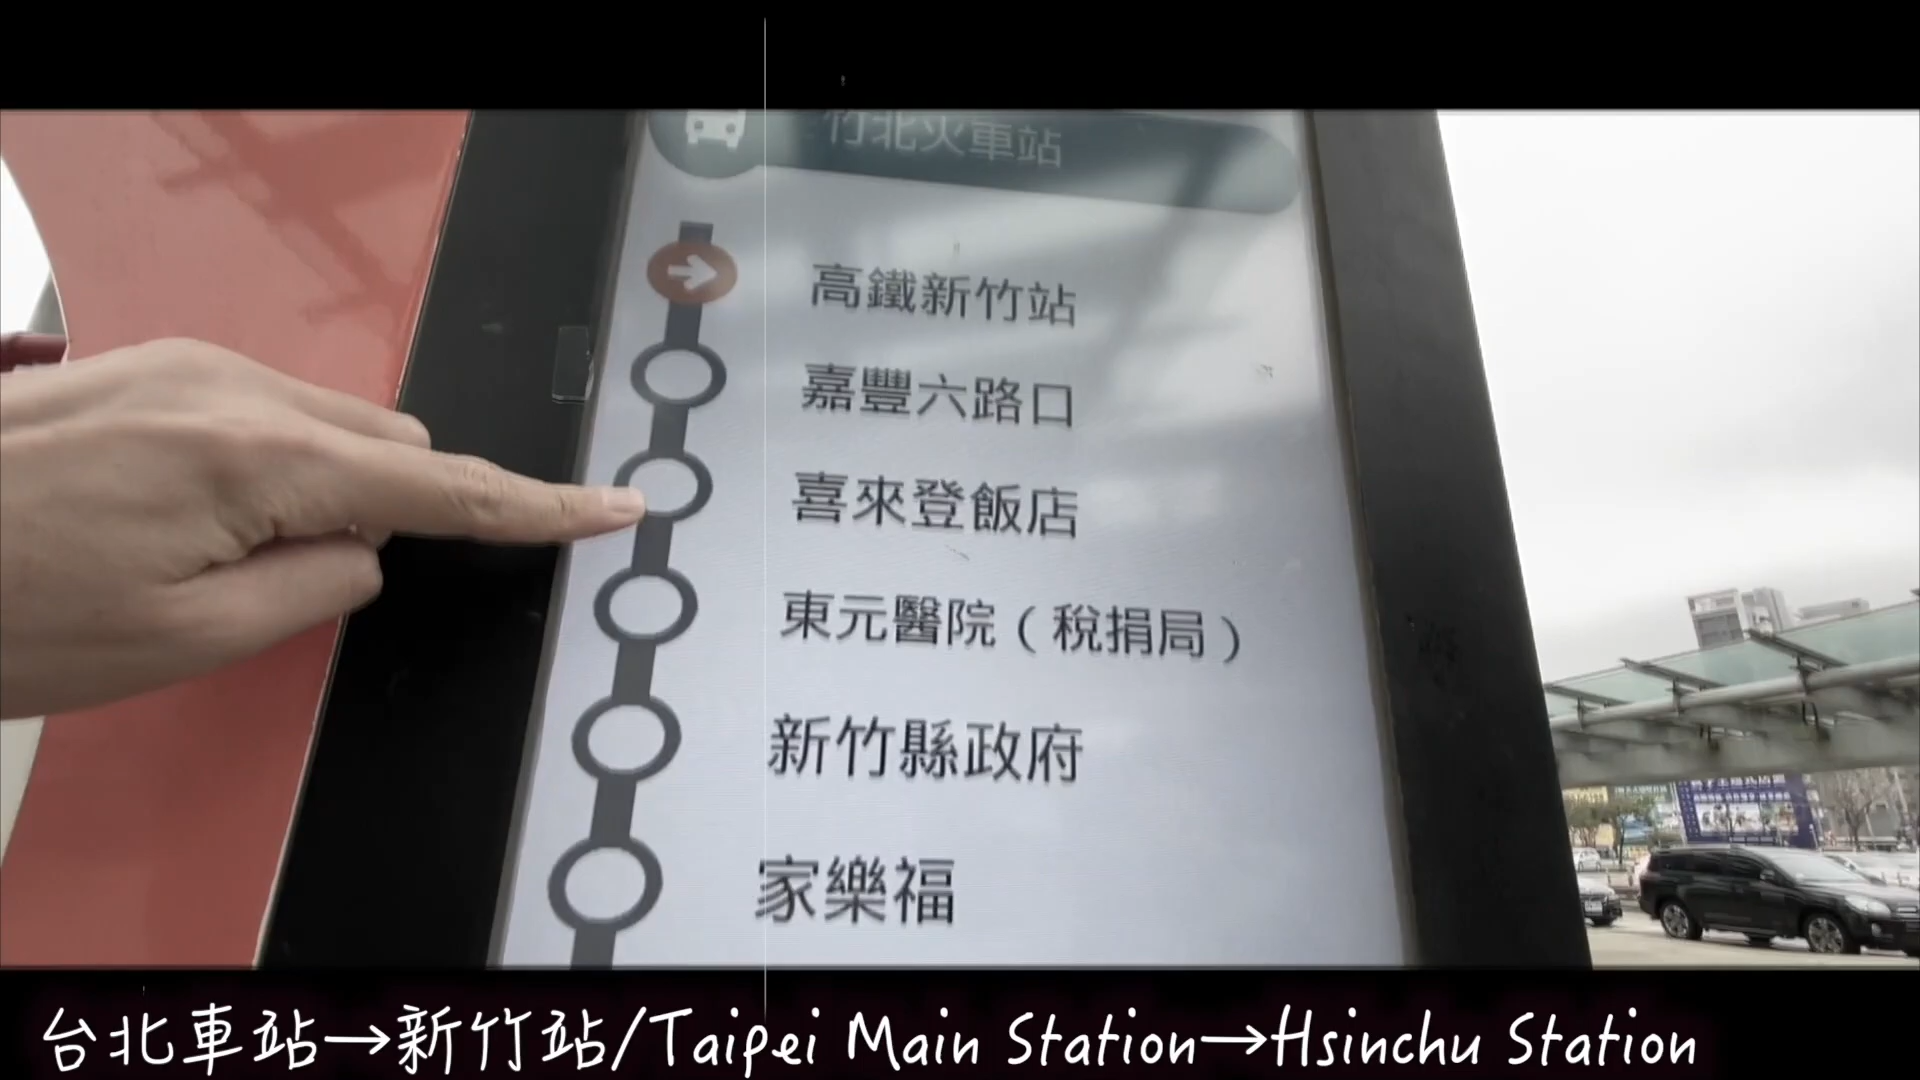 竹北火車站
高鐵新竹站
嘉豐六路口
喜來登飯店
東元醫院（稅捐局）
新竹縣政府
家樂福
台北車站→新竹站/Taipei Main Station→Hsinchu Station